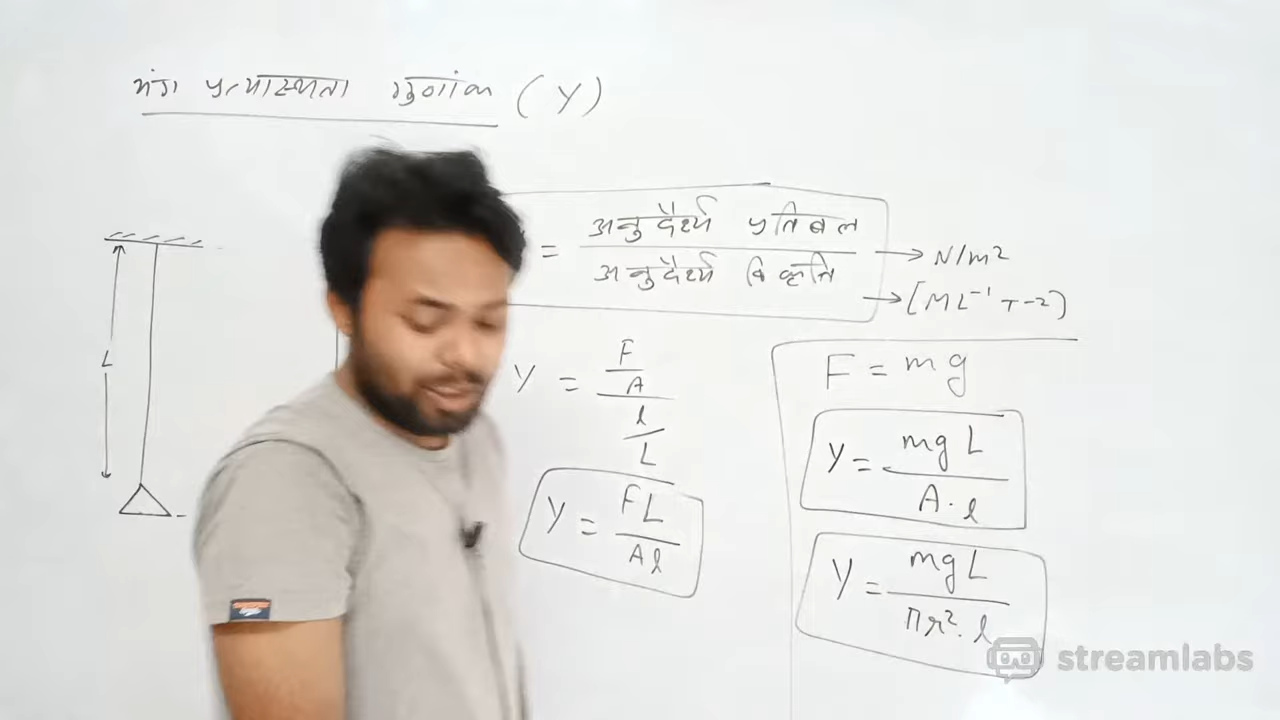 यंग प्रत्यास्थता गुणांक (Y)
= अनुदैर्ध्य प्रतिबल
अनुदैर्ध्य विकृति
→ N/m²
→ [ML⁻¹T⁻²)
L
Y = F/A
l/L
Y = FL/Al
F = mg
Y = mgL/A.l
Y = mgL/πr².l
streamlabs